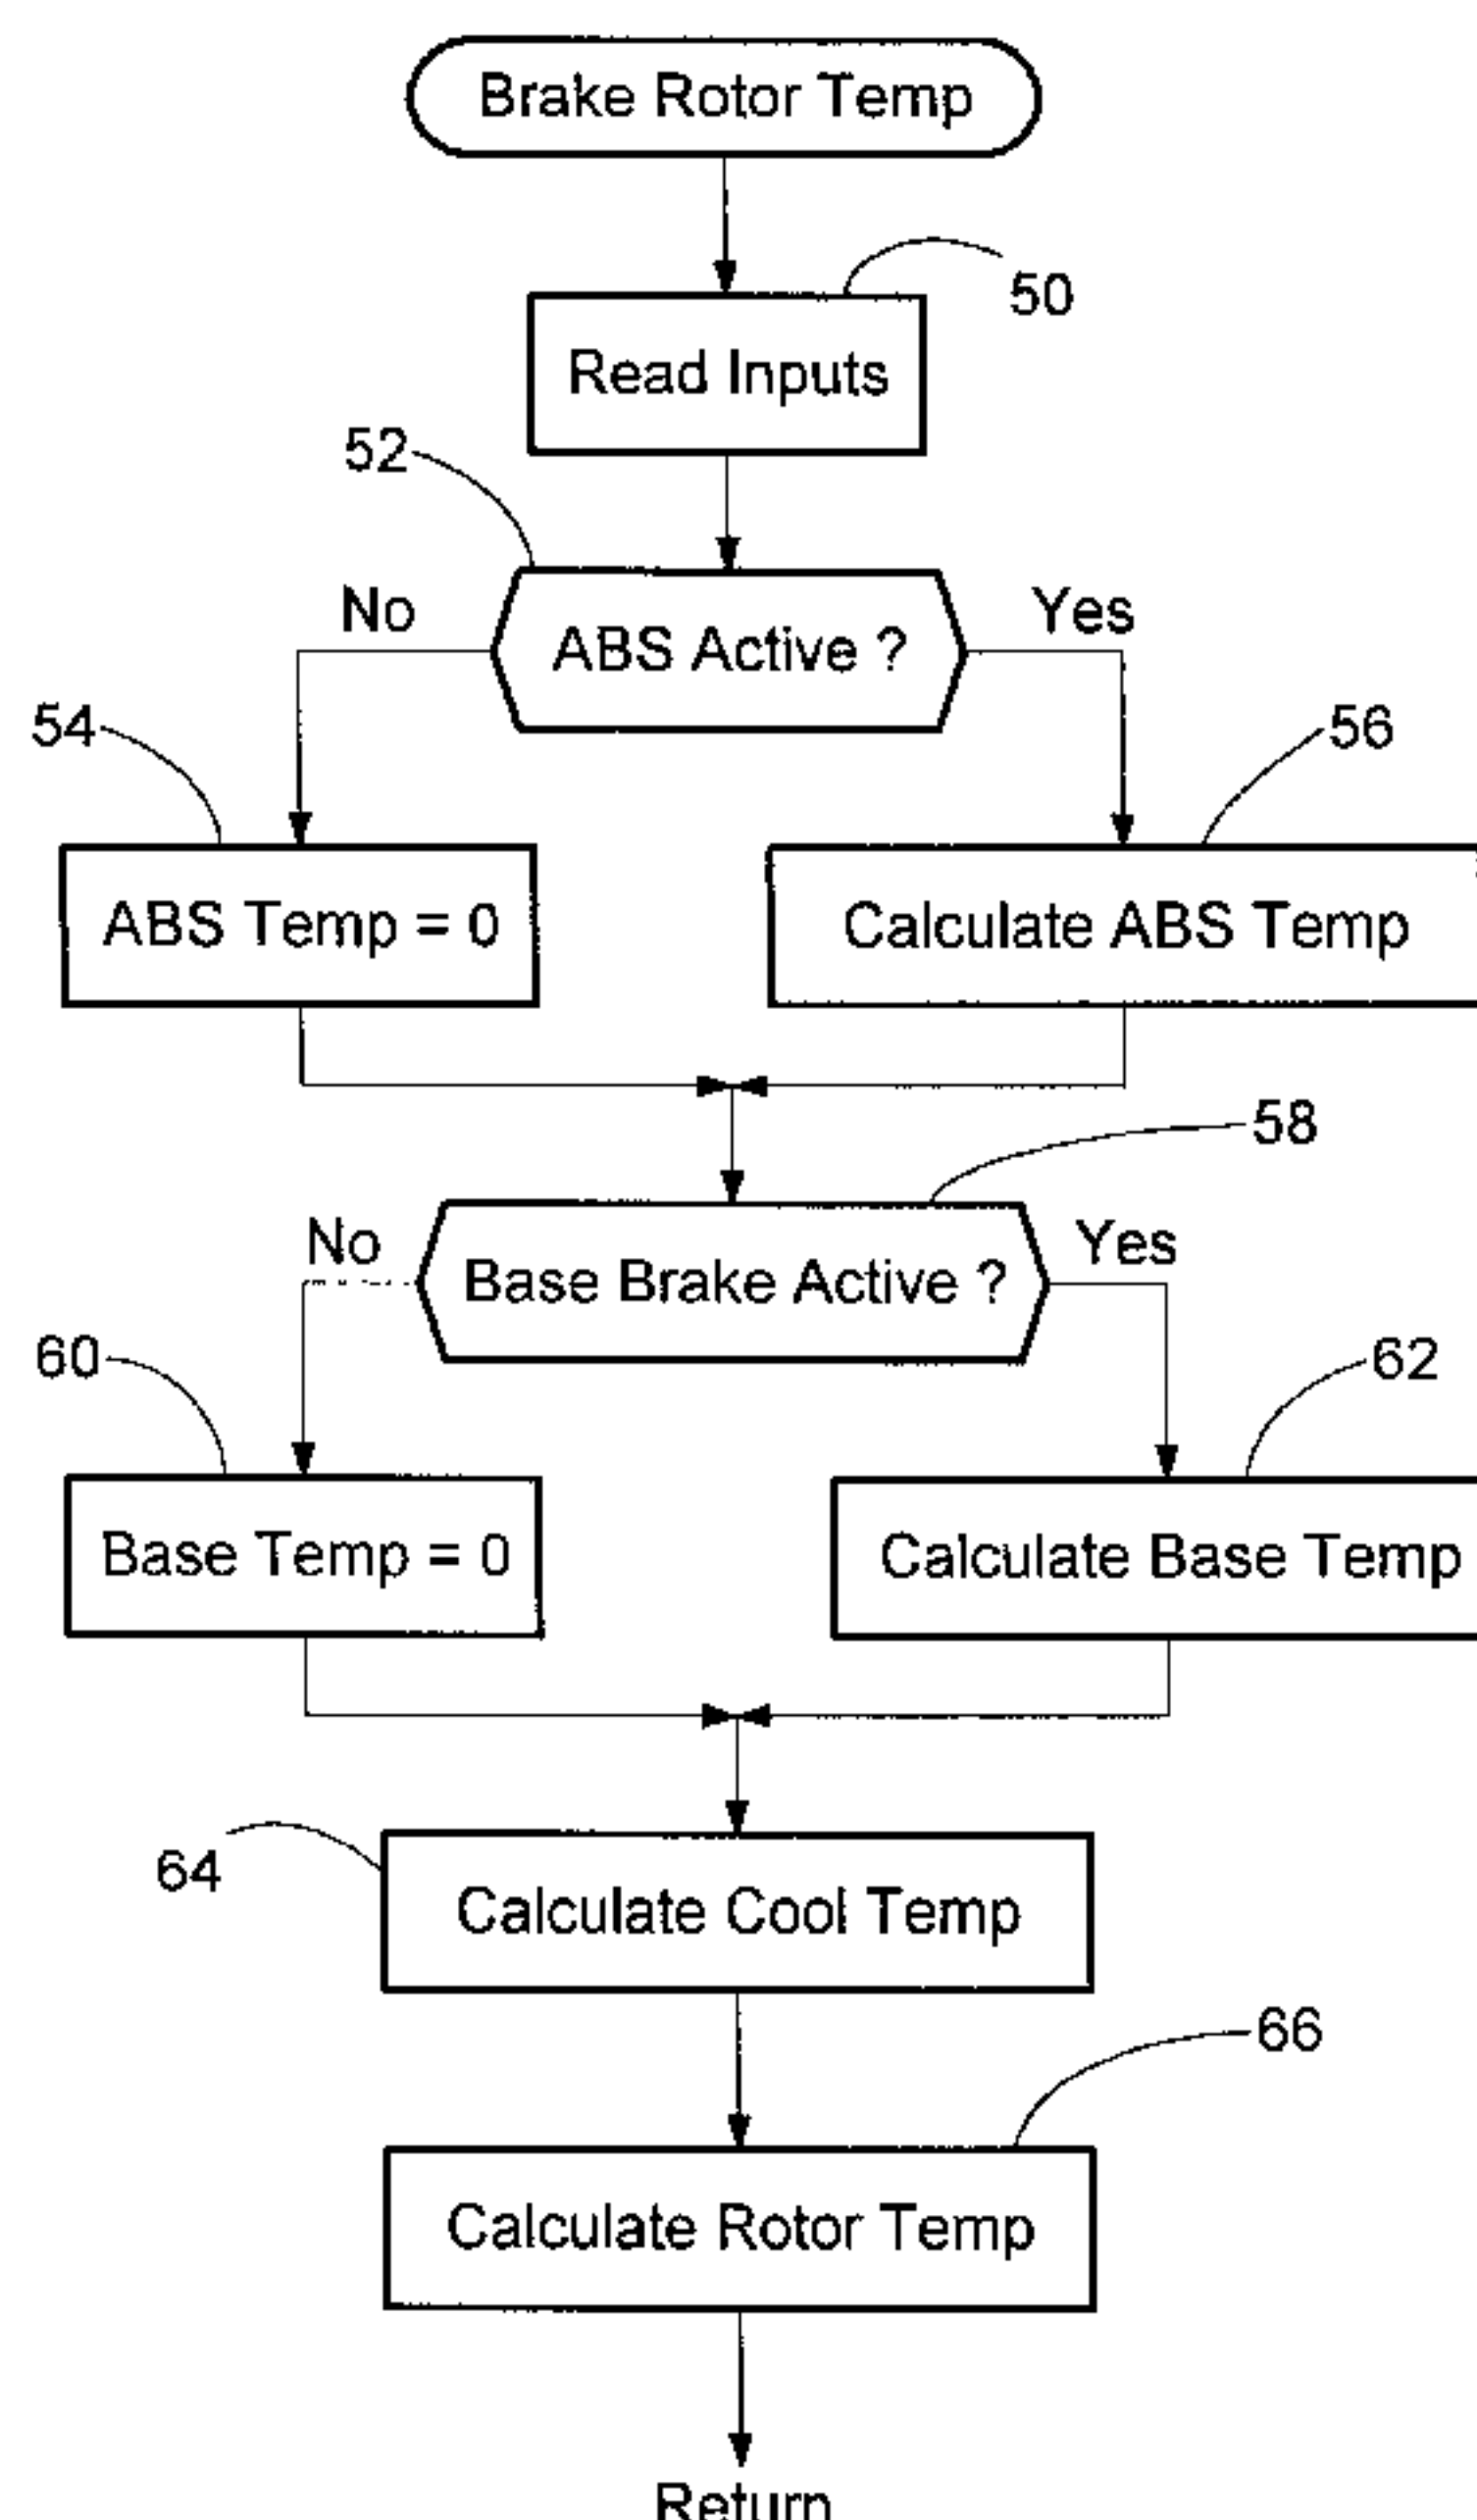 Brake Rotor Temp
50
Read Inputs
52
No
Yes
ABS Active ?
54
56
ABS Temp = 0
Calculate ABS Temp
58
No
Yes
Base Brake Active ?
60
62
Base Temp = 0
Calculate Base Temp
64
Calculate Cool Temp
66
Calculate Rotor Temp
Return